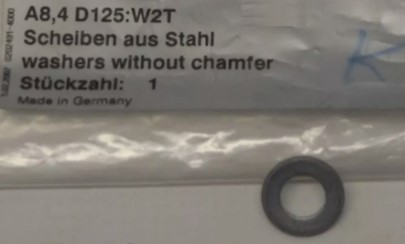 A8,4 D125:W2T
Scheiben aus Stahl
washers without chamfer
Stückzahl: 1
Made in Germany